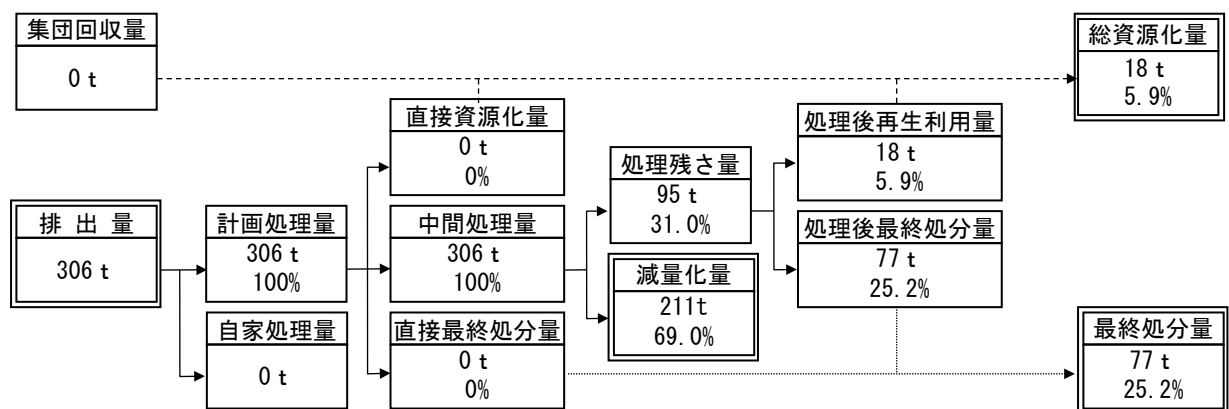 集団回収量
0 t
総資源化量
18 t
5.9%
直接資源化量
0 t
0%
処理後再生利用量
18 t
5.9%
処理残さ量
95 t
31.0%
排 出 量
306 t
計画処理量
306 t
100%
中間処理量
306 t
100%
処理後最終処分量
77 t
25.2%
減量化量
211t
69.0%
自家処理量
0 t
直接最終処分量
0 t
0%
最終処分量
77 t
25.2%